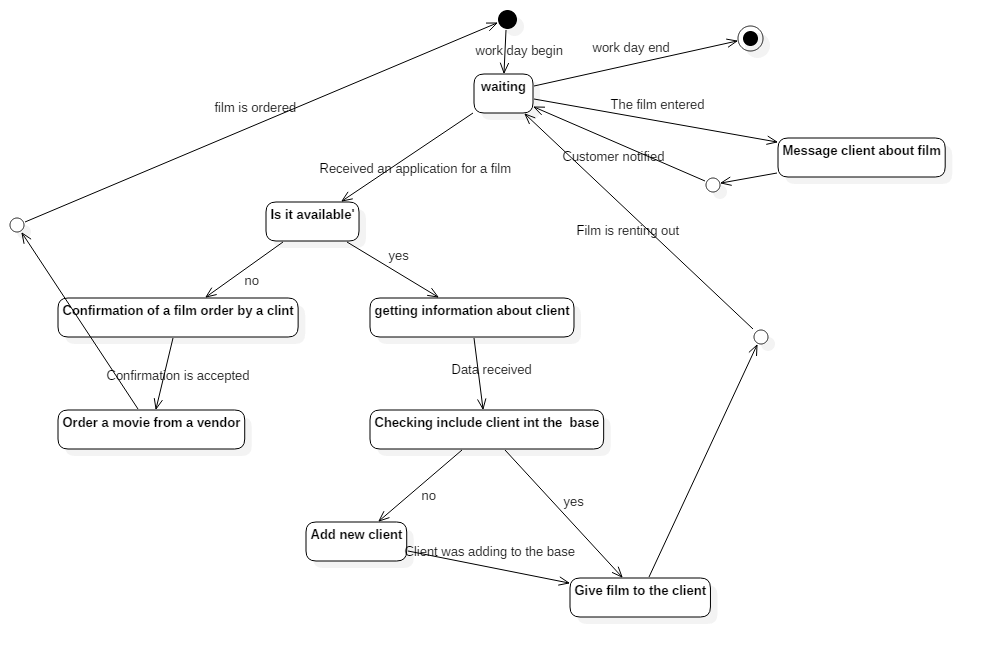 work day begin
work day end
waiting
film is ordered
The film entered
Message client about film
Customer notified
Received an application for a film
Is it available'
Film is renting out
yes
no
Confirmation of a film order by a clint
getting information about client
Confirmation is accepted
Data received
Order a movie from a vendor
Checking include client int the  base
no
yes
Add new client
Client was adding to the base
Give film to the client